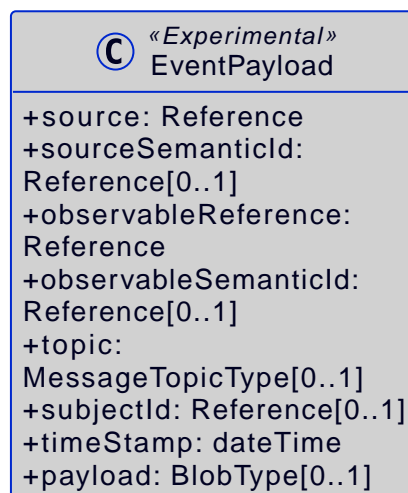 C
«Experimental»
EventPayload
+source: Reference
+sourceSemanticId:
Reference[0..1]
+observableReference:
Reference
+observableSemanticId:
Reference[0..1]
+topic:
MessageTopicType[0..1]
+subjectId: Reference[0..1]
+timeStamp: dateTime
+payload: BlobType[0..1]